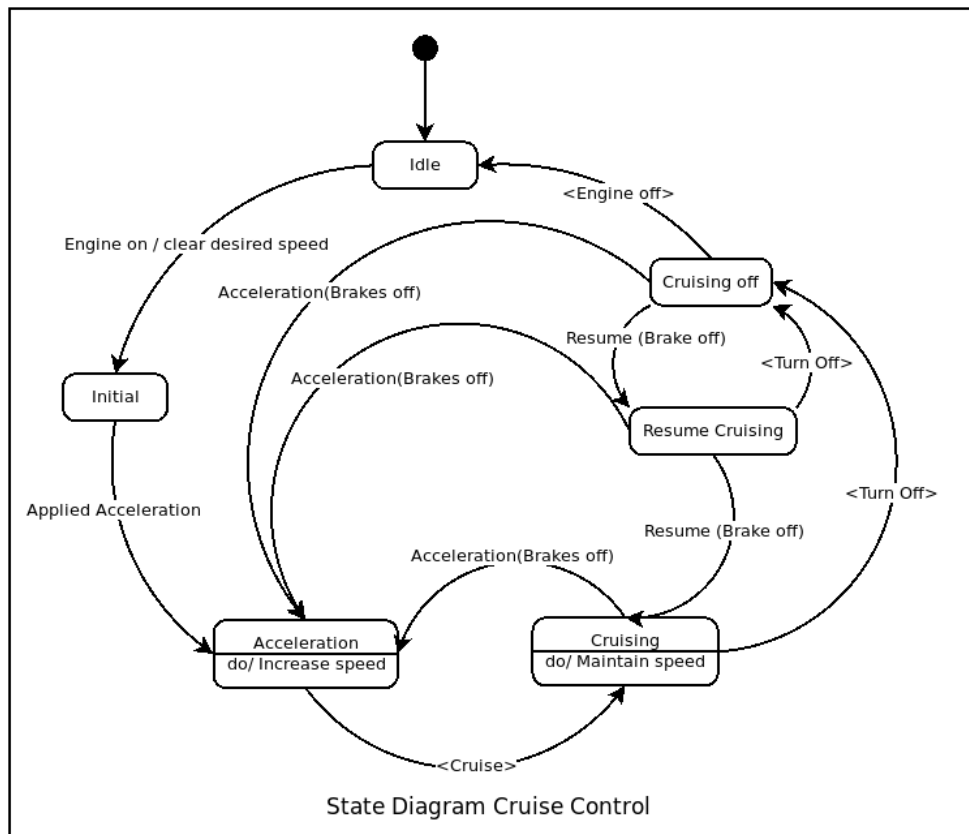 Idle
<Engine off>
Engine on / clear desired speed
Cruising off
Acceleration(Brakes off)
Resume (Brake off)
<Turn Off>
Acceleration(Brakes off)
Initial
Resume Cruising
<Turn Off>
Applied Acceleration
Resume (Brake off)
Acceleration(Brakes off)
Acceleration
do/ Increase speed
Cruising
do/ Maintain speed
<Cruise>
State Diagram Cruise Control